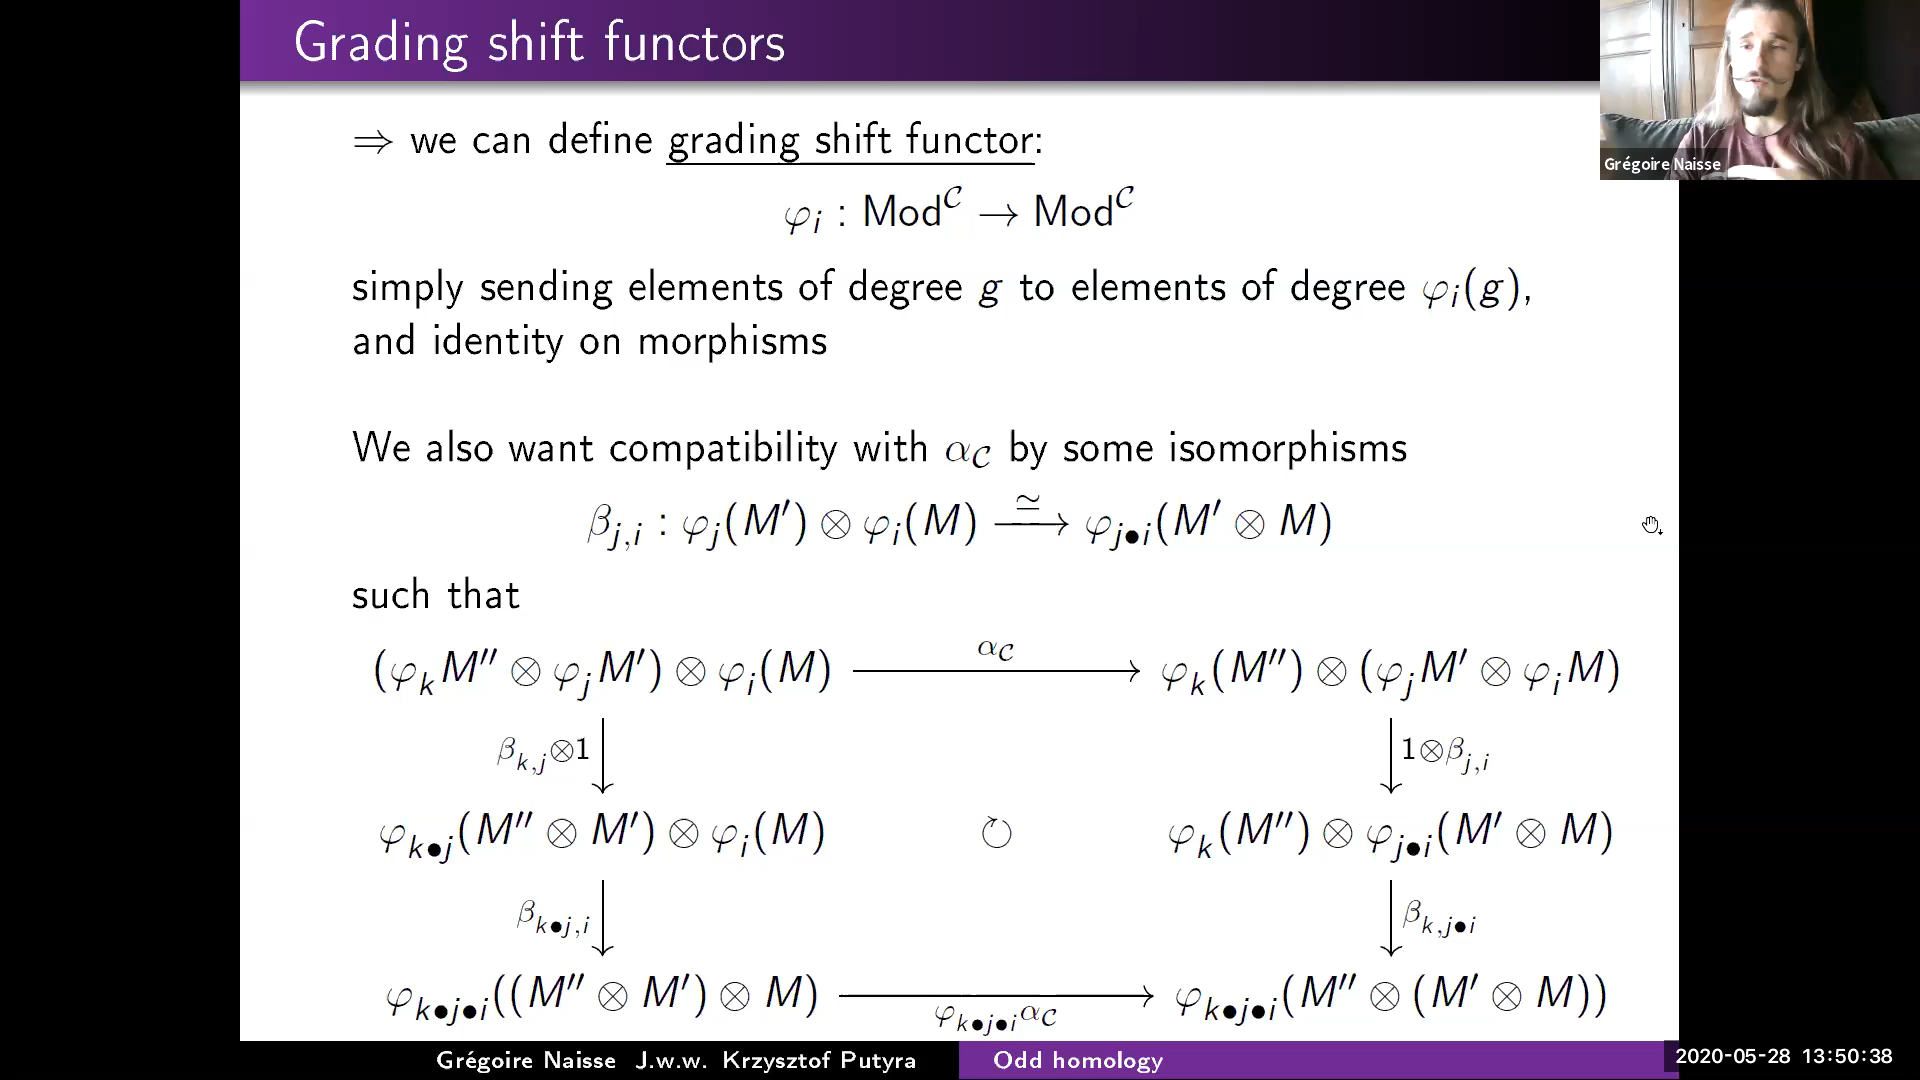 Grading shift functors
Grégoire Naisse
⇒ we can define grading shift functor:
φᵢ : Mod^𝒞 → Mod^𝒞
simply sending elements of degree g to elements of degree φᵢ(g),
and identity on morphisms
We also want compatibility with α_𝒞 by some isomorphisms
β_{j,i} : φ_j(M′) ⊗ φ_i(M) ≃→ φ_{j•i}(M′ ⊗ M)
such that
(φ_k M″ ⊗ φ_j M′) ⊗ φ_i(M) α_𝒞→ φ_k(M″) ⊗ (φ_j M′ ⊗ φ_i M)
β_{k,j}⊗1 ↓ 1⊗β_{j,i} ↓
φ_{k•j}(M″ ⊗ M′) ⊗ φ_i(M) ↻ φ_k(M″) ⊗ φ_{j•i}(M′ ⊗ M)
β_{k•j,i} ↓ β_{k,j•i} ↓
φ_{k•j•i}((M″ ⊗ M′) ⊗ M) φ_{k•j•i}α_𝒞→ φ_{k•j•i}(M″ ⊗ (M′ ⊗ M))
Grégoire Naisse J.w.w. Krzysztof Putyra
Odd homology
2020-05-28 13:50:38